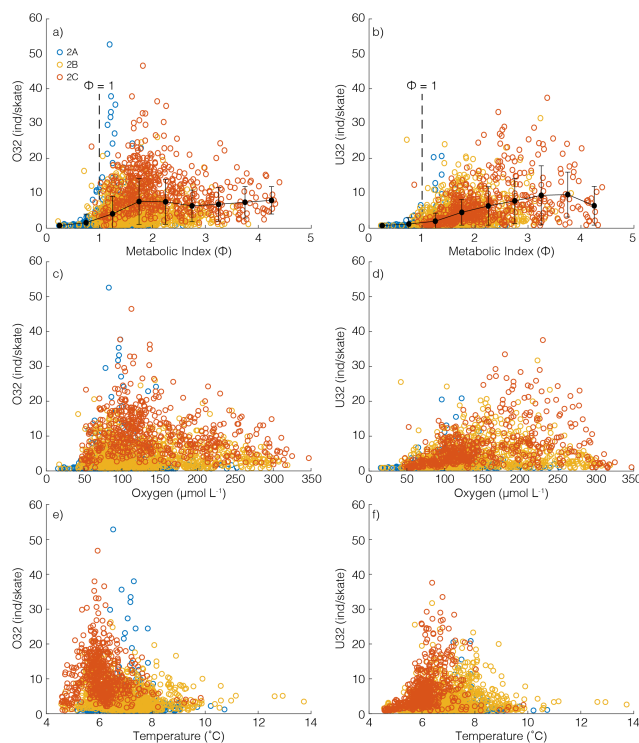 a)
2A
2B
2C
Φ = 1
60
50
40
30
20
10
0
O32 (ind/skate)
0 1 2 3 4 5
Metabolic Index (Φ)
b)
Φ = 1
60
50
40
30
20
10
0
U32 (ind/skate)
0 1 2 3 4 5
Metabolic Index (Φ)
c)
60
50
40
30
20
10
0
O32 (ind/skate)
0 50 100 150 200 250 300 350
Oxygen (μmol L⁻¹)
d)
60
50
40
30
20
10
0
U32 (ind/skate)
0 50 100 150 200 250 300 350
Oxygen (μmol L⁻¹)
e)
60
50
40
30
20
10
0
O32 (ind/skate)
4 6 8 10 12 14
Temperature (˚C)
f)
60
50
40
30
20
10
0
U32 (ind/skate)
4 6 8 10 12 14
Temperature (˚C)